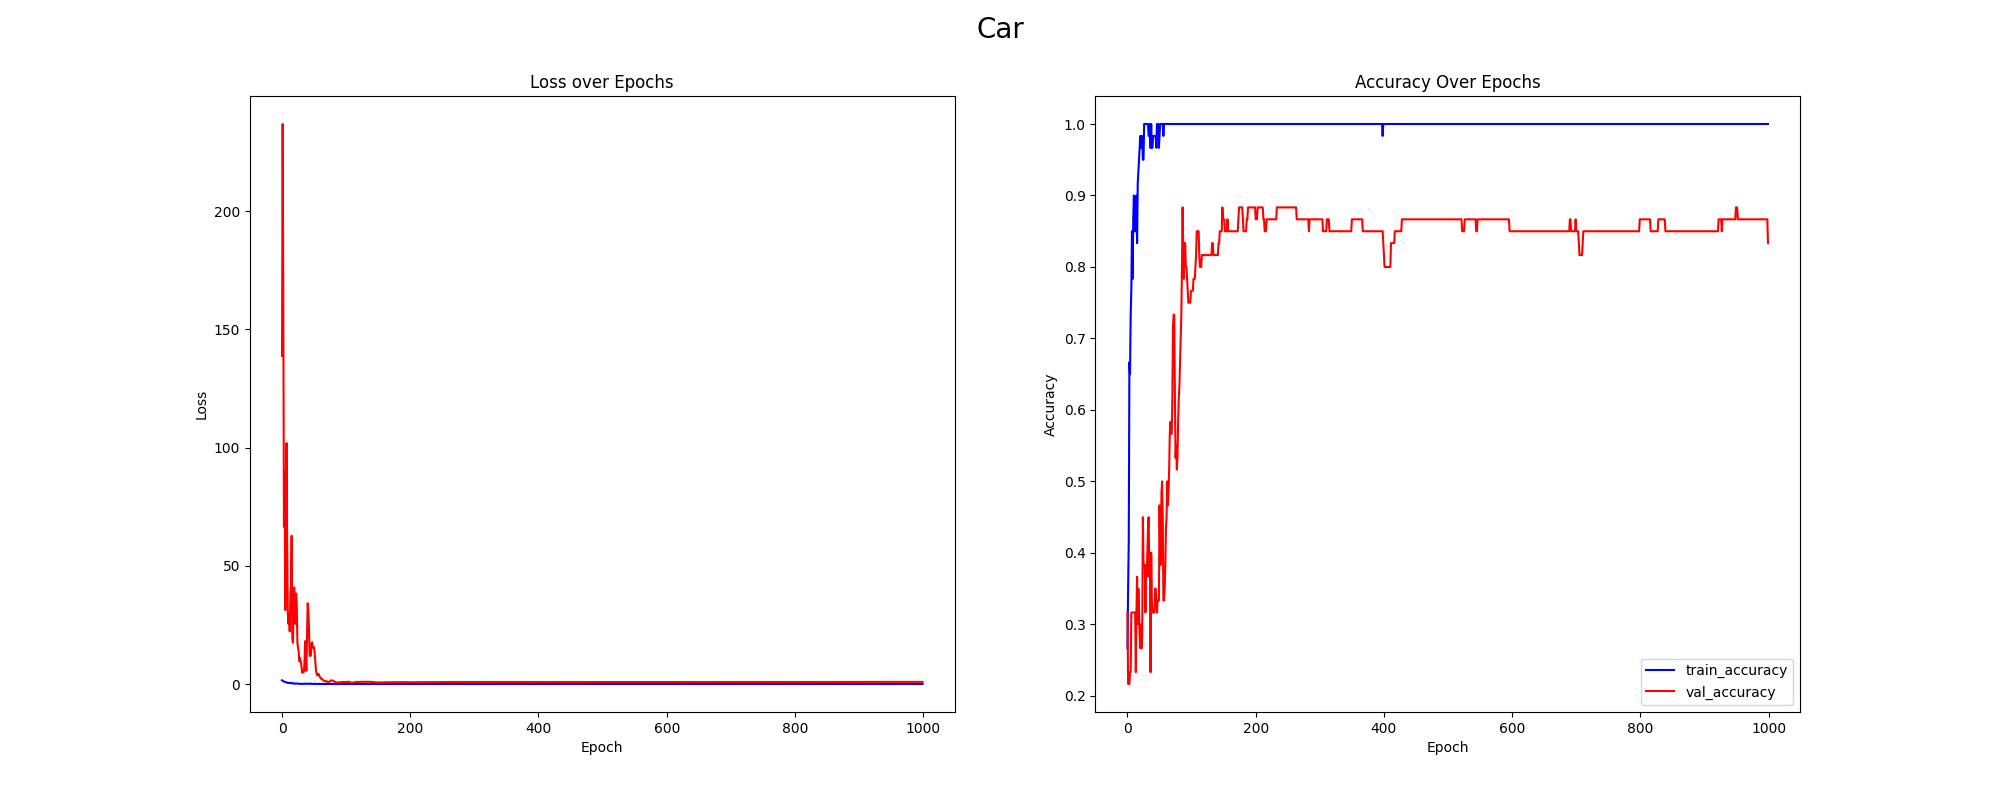 Car
Loss over Epochs
Loss
200
150
100
50
0
0 200 400 600 800 1000
Epoch
Accuracy Over Epochs
Accuracy
1.0
0.9
0.8
0.7
0.6
0.5
0.4
0.3
0.2
train_accuracy
val_accuracy
0 200 400 600 800 1000
Epoch